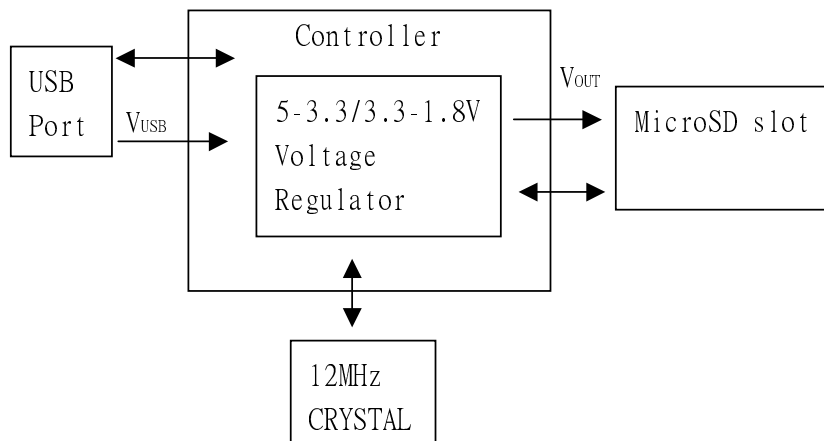 Controller
USB
Port
VUSB
5-3.3/3.3-1.8V
Voltage
Regulator
VOUT
MicroSD slot
12MHz
CRYSTAL